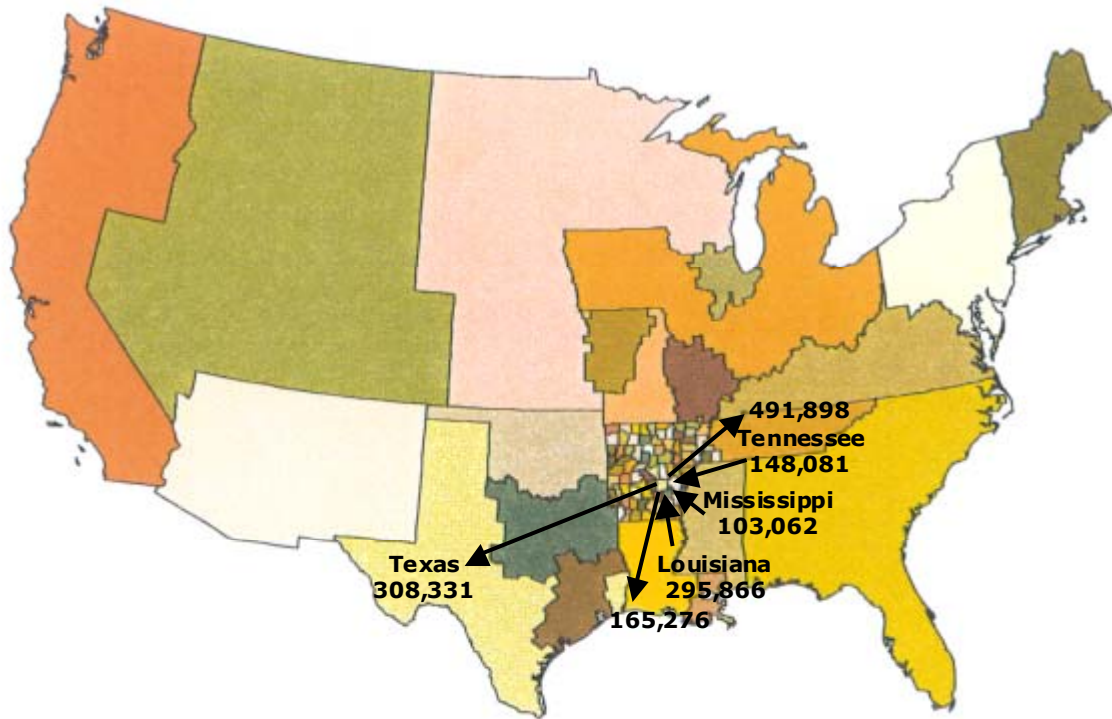 491,898
Tennessee
148,081
Mississippi
103,062
Texas
308,331
Louisiana
295,866
165,276